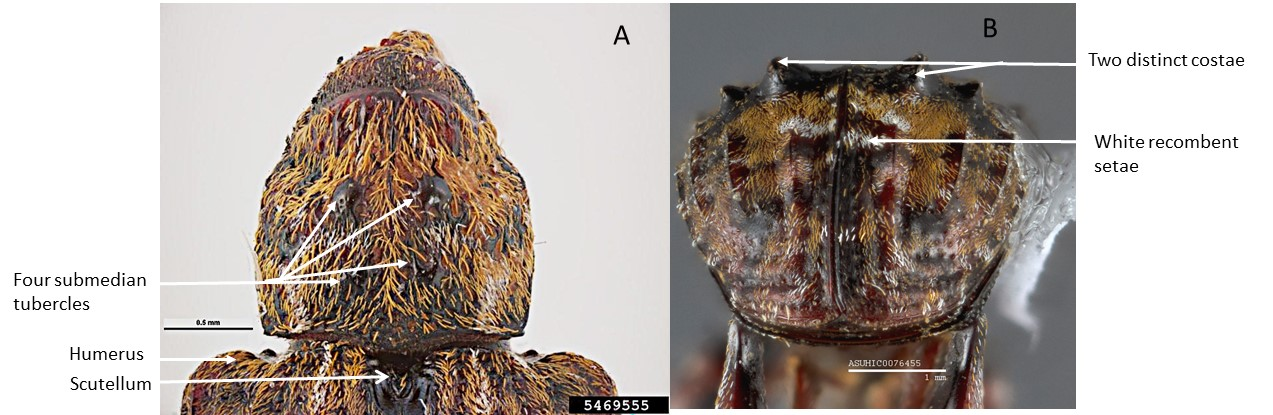 A
B
Two distinct costae
White recombent
setae
Four submedian
tubercles
0.5 mm
Humerus
Scutellum
5469555
ASUHIC0076455
1 mm